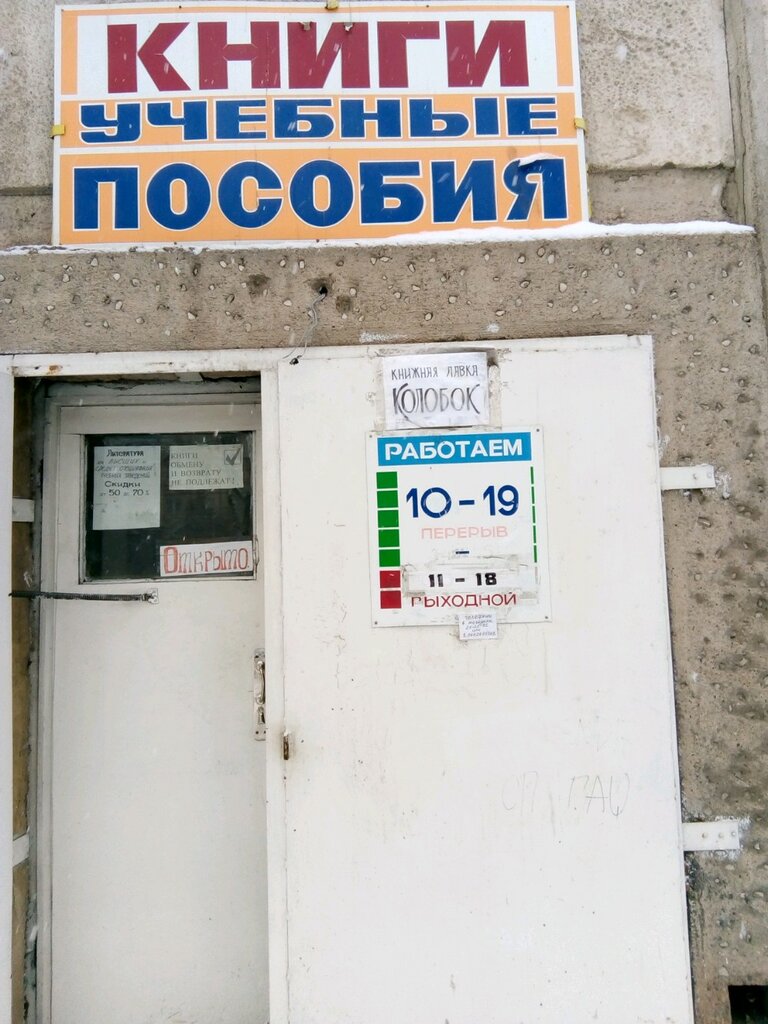 КНИГИ
УЧЕБНЫЕ
ПОСОБИЯ
КНИЖНАЯ ЛАВКА
КОЛОБОК
РАБОТАЕМ
10-19
ПЕРЕРЫВ
-
11 - 18
ВЫХОДНОЙ
ЛИТЕРАТУРА
СКИДКИ
50 70%
КНИГИ
ОБМЕНУ
И ВОЗВРАТУ
НЕ ПОДЛЕЖАТ!
ОТКРЫТО